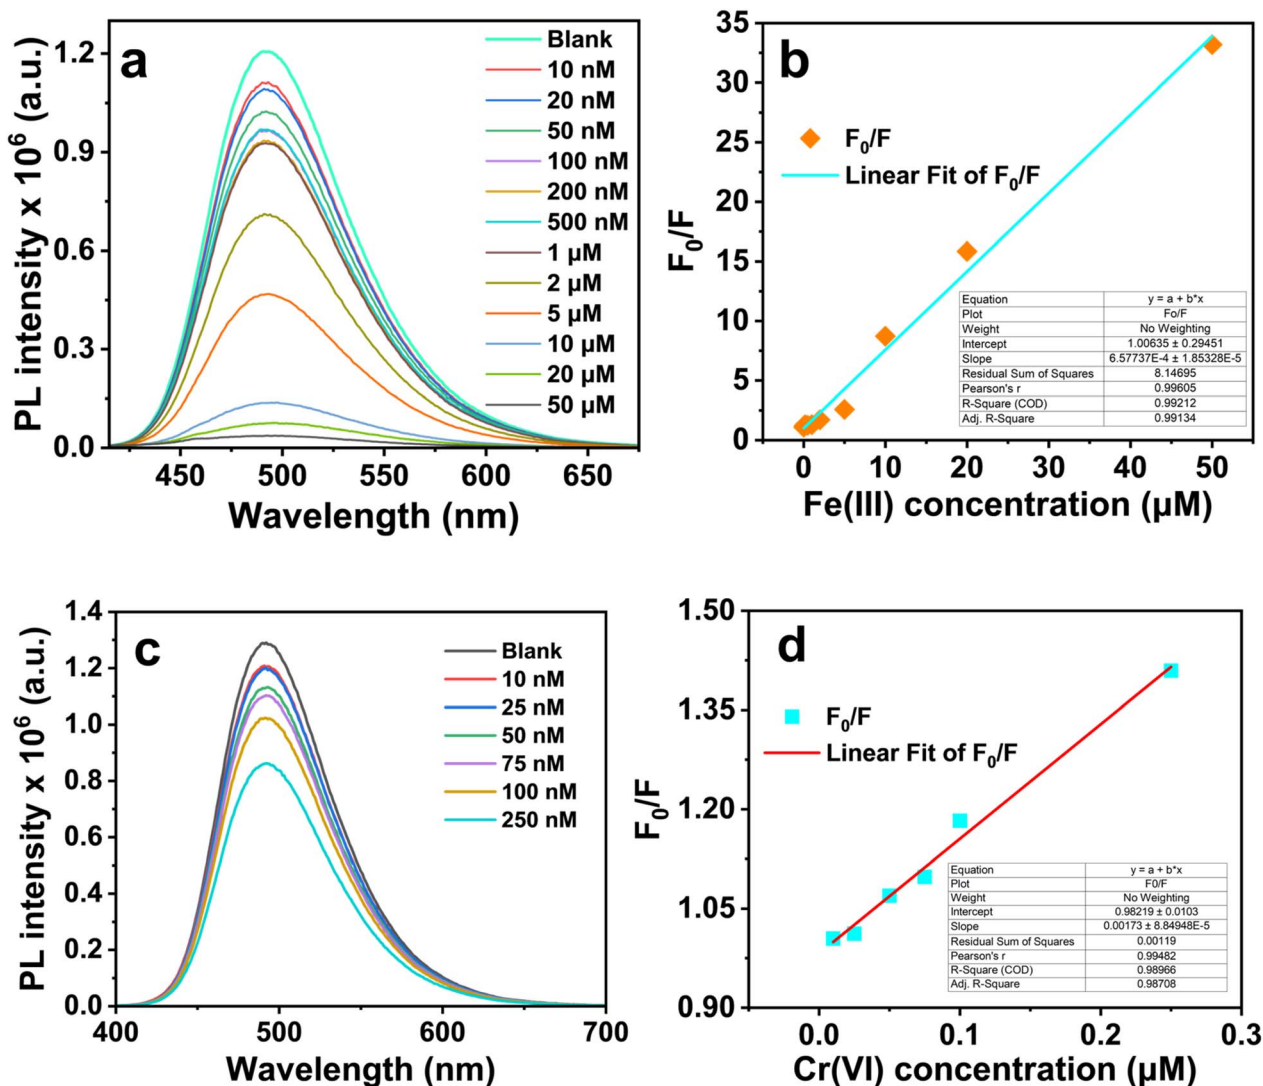 a
PL intensity x 10⁶ (a.u.)
1.2
0.9
0.6
0.3
0.0
450 500 550 600 650
Wavelength (nm)
Blank
10 nM
20 nM
50 nM
100 nM
200 nM
500 nM
1 µM
2 µM
5 µM
10 µM
20 µM
50 µM
b
F₀/F
35
30
25
20
15
10
5
0
0 10 20 30 40 50
Fe(III) concentration (µM)
F₀/F
Linear Fit of F₀/F
Equation y = a + b*x
Plot Fo/F
Weight No Weighting
Intercept 1.00635 ± 0.29451
Slope 6.57737E-4 ± 1.85328E-5
Residual Sum of Squares 8.14695
Pearson's r 0.99605
R-Square (COD) 0.99212
Adj. R-Square 0.99134
c
PL intensity x 10⁶ (a.u.)
1.4
1.2
1.0
0.8
0.6
0.4
0.2
0.0
400 500 600 700
Wavelength (nm)
Blank
10 nM
25 nM
50 nM
75 nM
100 nM
250 nM
d
F₀/F
1.50
1.35
1.20
1.05
0.90
0.0 0.1 0.2 0.3
Cr(VI) concentration (µM)
F₀/F
Linear Fit of F₀/F
Equation y = a + b*x
Plot F0/F
Weight No Weighting
Intercept 0.98219 ± 0.0103
Slope 0.00173 ± 8.84948E-5
Residual Sum of Squares 0.00119
Pearson's r 0.99482
R-Square (COD) 0.98966
Adj. R-Square 0.98708